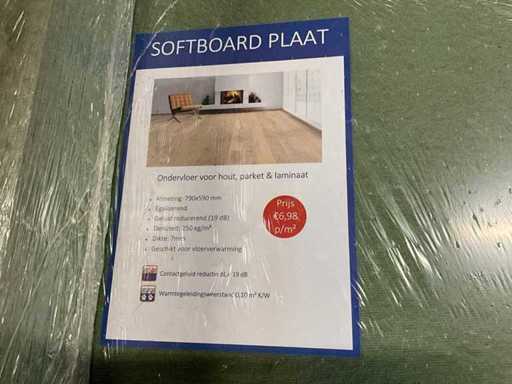 SOFTBOARD PLAAT
Ondervloer voor hout, parket & laminaat
Afmeting: 790x590 mm
Egaliserend
Geluid reducerend (19 dB)
Densiteit: 250 kg/m³
Dikte: 7mm
Geschikt voor vloerverwarming
Prijs
€6,98
p/m²
Contactgeluid reductie ΔLw 19 dB
Warmtegeleidingsweerstand 0,10 m² K/W